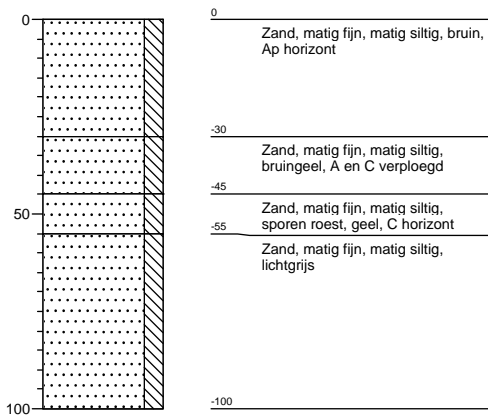 0
0
Zand, matig fijn, matig siltig, bruin,
Ap horizont
-30
Zand, matig fijn, matig siltig,
bruingeel, A en C verploegd
-45
Zand, matig fijn, matig siltig,
sporen roest, geel, C horizont
50
-55
Zand, matig fijn, matig siltig,
lichtgrijs
100
-100